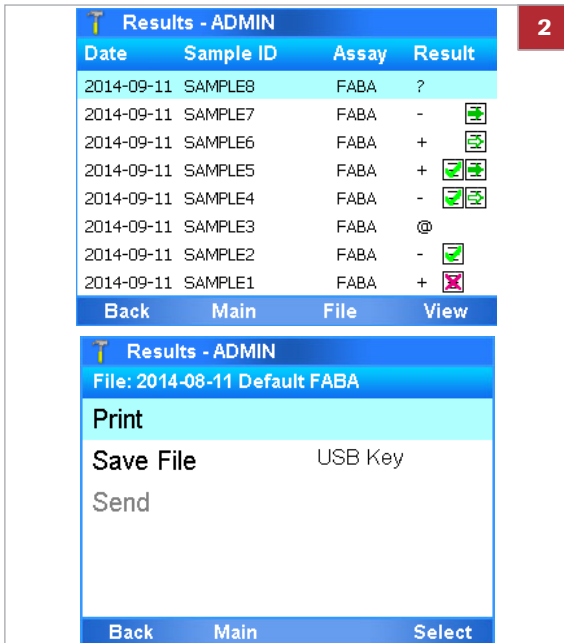 Results - ADMIN
2
Date Sample ID Assay Result
2014-09-11 SAMPLE8 FABA ?
2014-09-11 SAMPLE7 FABA -
2014-09-11 SAMPLE6 FABA +
2014-09-11 SAMPLE5 FABA +
2014-09-11 SAMPLE4 FABA -
2014-09-11 SAMPLE3 FABA @
2014-09-11 SAMPLE2 FABA -
2014-09-11 SAMPLE1 FABA +
Back Main File View
Results - ADMIN
File: 2014-08-11 Default FABA
Print
Save File USB Key
Send
Back Main Select